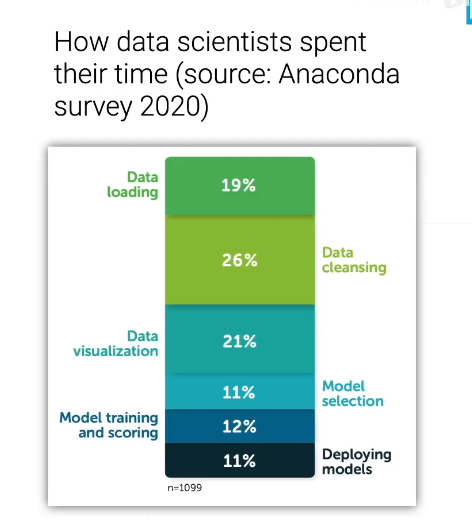 How data scientists spent
their time (source: Anaconda
survey 2020)
Data
loading
19%
26%
Data
cleansing
Data
visualization
21%
11%
Model
selection
Model training
and scoring
12%
11%
Deploying
models
n=1099